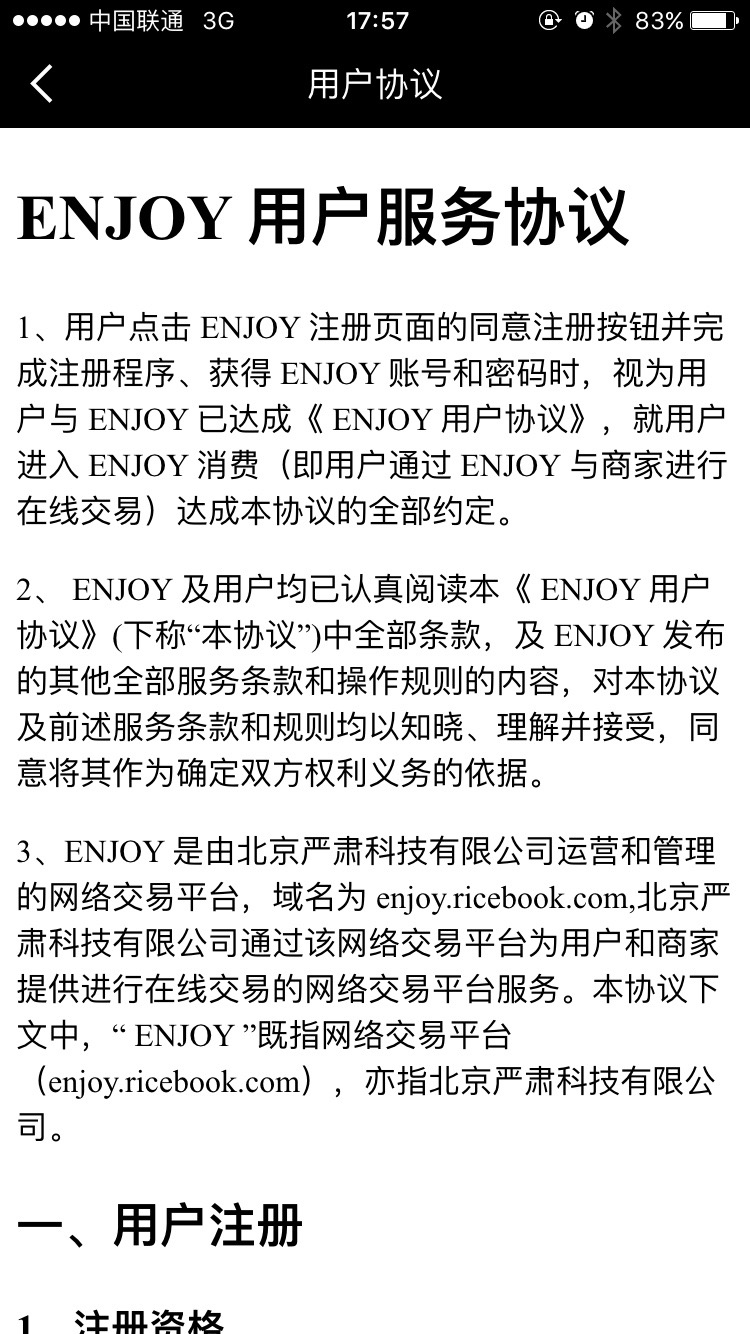 中国联通 3G 17:57 83%
用户协议
ENJOY 用户服务协议
1、用户点击 ENJOY 注册页面的同意注册按钮并完
成注册程序、获得 ENJOY 账号和密码时，视为用
户与 ENJOY 已达成《 ENJOY 用户协议》，就用户
进入 ENJOY 消费（即用户通过 ENJOY 与商家进行
在线交易）达成本协议的全部约定。
2、 ENJOY 及用户均已认真阅读本《 ENJOY 用户
协议》(下称“本协议”)中全部条款，及 ENJOY 发布
的其他全部服务条款和操作规则的内容，对本协议
及前述服务条款和规则均以知晓、理解并接受，同
意将其作为确定双方权利义务的依据。
3、ENJOY 是由北京严肃科技有限公司运营和管理
的网络交易平台，域名为 enjoy.ricebook.com,北京严
肃科技有限公司通过该网络交易平台为用户和商家
提供进行在线交易的网络交易平台服务。本协议下
文中，“ ENJOY ”既指网络交易平台
（enjoy.ricebook.com），亦指北京严肃科技有限公
司。
一、用户注册
1、注册资格